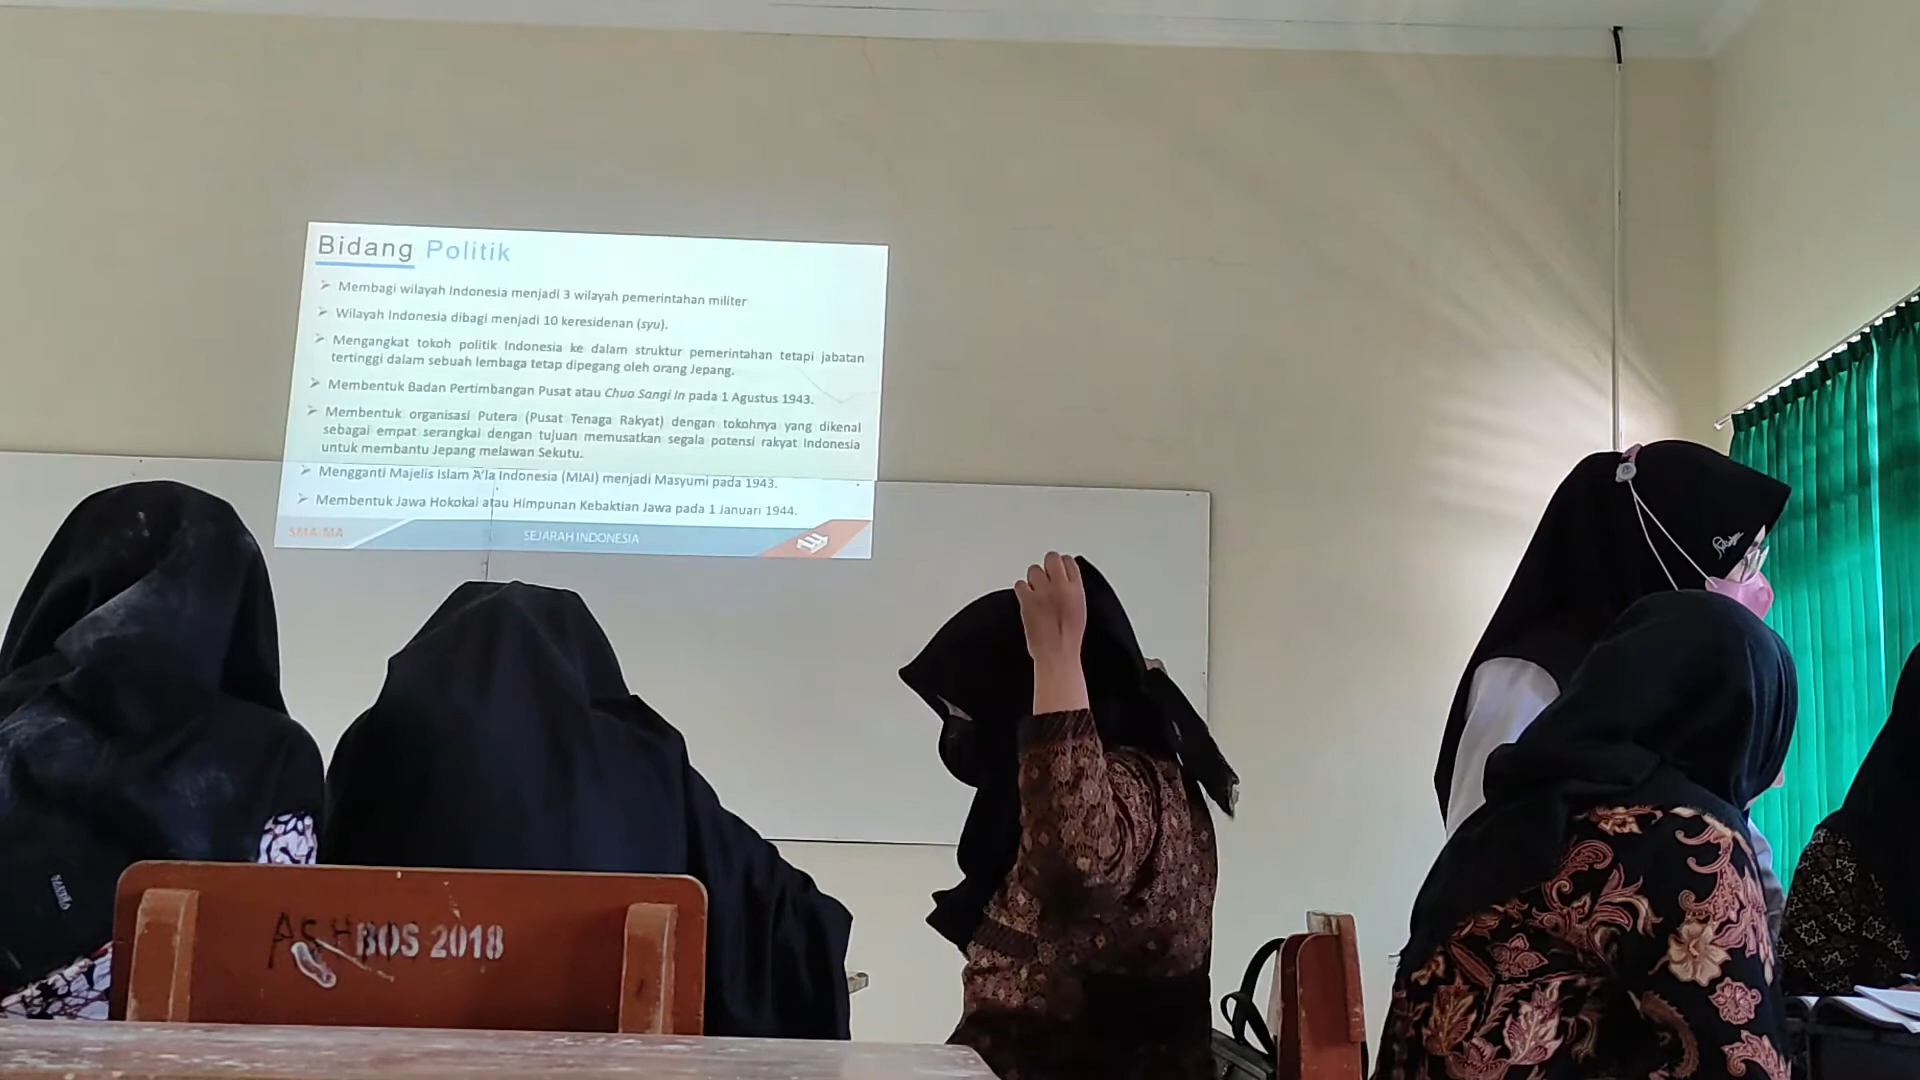 Bidang Politik
➢ Membagi wilayah Indonesia menjadi 3 wilayah pemerintahan militer
➢ Wilayah Indonesia dibagi menjadi 10 keresidenan (syu).
➢ Mengangkat tokoh politik Indonesia ke dalam struktur pemerintahan tetapi jabatan
tertinggi dalam sebuah lembaga tetap dipegang oleh orang Jepang.
➢ Membentuk Badan Pertimbangan Pusat atau Chuo Sangi In pada 1 Agustus 1943.
➢ Membentuk organisasi Putera (Pusat Tenaga Rakyat) dengan tokohnya yang dikenal
sebagai empat serangkai dengan tujuan memusatkan segala potensi rakyat Indonesia
untuk membantu Jepang melawan Sekutu.
➢ Mengganti Majelis Islam A'la Indonesia (MIAI) menjadi Masyumi pada 1943.
➢ Membentuk Jawa Hokokai atau Himpunan Kebaktian Jawa pada 1 Januari 1944.
SMA/MA
SEJARAH INDONESIA
BOS 2018